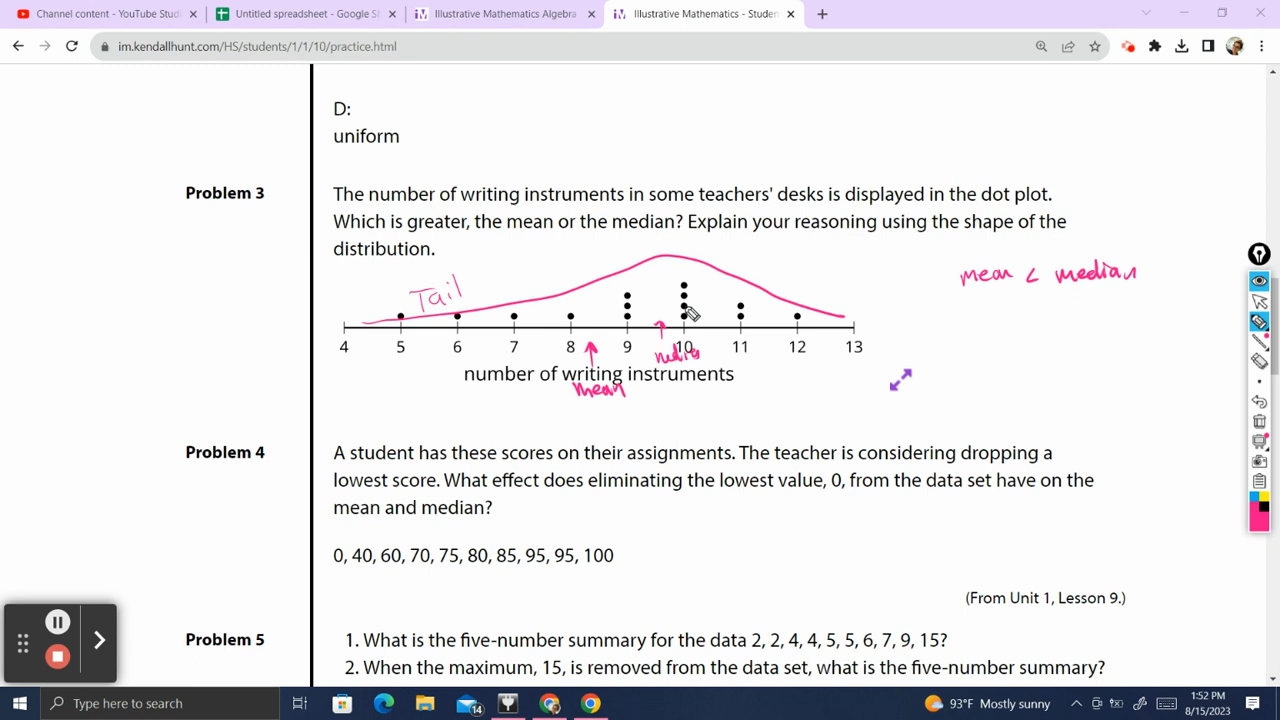 Channel content - YouTube Studi
Untitled spreadsheet - Google Sh
Illustrative Mathematics Algebra
Illustrative Mathematics - Studen
im.kendallhunt.com/HS/students/1/1/10/practice.html
D:
uniform
Problem 3
The number of writing instruments in some teachers' desks is displayed in the dot plot.
Which is greater, the mean or the median? Explain your reasoning using the shape of the
distribution.
mean < median
Tail
4 5 6 7 8 9 10 11 12 13
median
number of writing instruments
mean
Problem 4
A student has these scores on their assignments. The teacher is considering dropping a
lowest score. What effect does eliminating the lowest value, 0, from the data set have on the
mean and median?
0, 40, 60, 70, 75, 80, 85, 95, 95, 100
(From Unit 1, Lesson 9.)
Problem 5
1. What is the five-number summary for the data 2, 2, 4, 4, 5, 5, 6, 7, 9, 15?
2. When the maximum, 15, is removed from the data set, what is the five-number summary?
Type here to search
14
93°F Mostly sunny
1:52 PM
8/15/2023